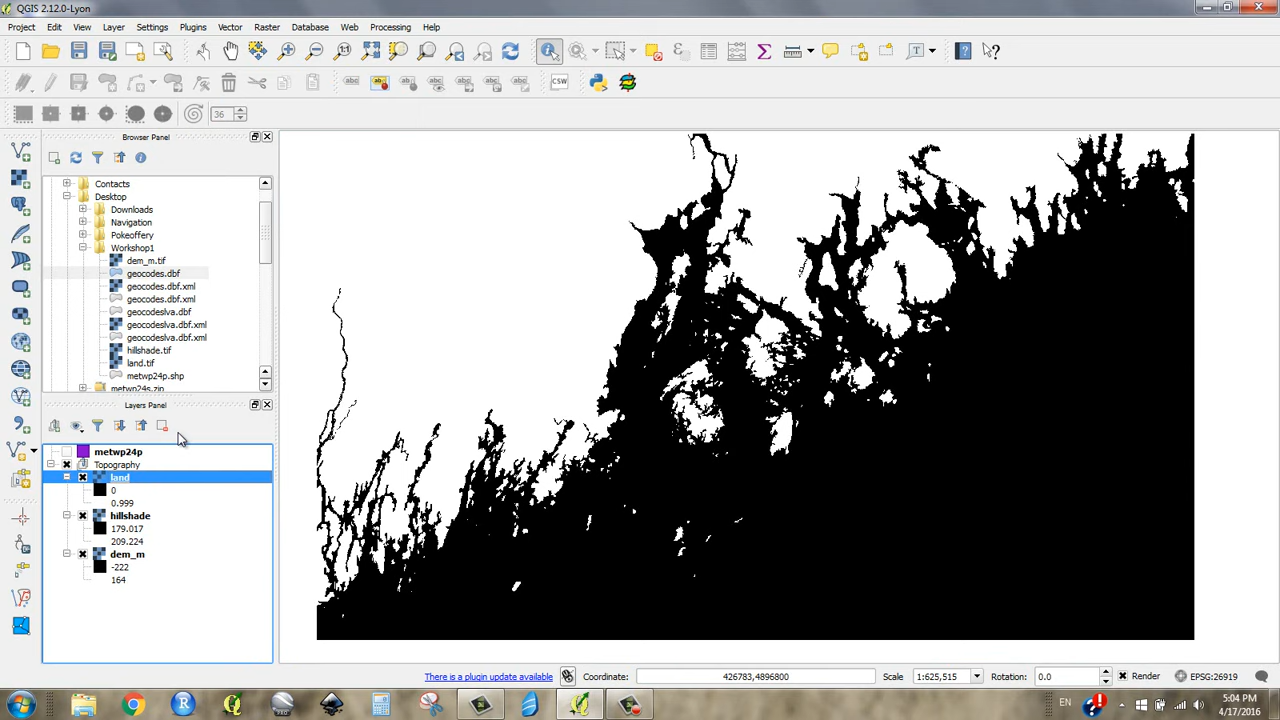 QGIS 2.12.0-Lyon
Project Edit View Layer Settings Plugins Vector Raster Database Web Processing Help
CSW
36
Browser Panel
Contacts
Desktop
Downloads
Navigation
Pokeoffery
Workshop1
dem_m.tif
geocodes.dbf
geocodes.dbf.xml
geocodes.dbf.xml
geocodeslva.dbf
geocodeslva.dbf.xml
geocodeslva.dbf.xml
hillshade.tif
land.tif
metwp24p.shp
metwp24s.zip
Layers Panel
metwp24p
Topography
land
0
0.999
hillshade
179.017
209.224
dem_m
-222
164
There is a plugin update available Coordinate: 426783,4896800 Scale 1:625,515 Rotation: 0.0 Render EPSG:26919
EN 5:04 PM
4/17/2016